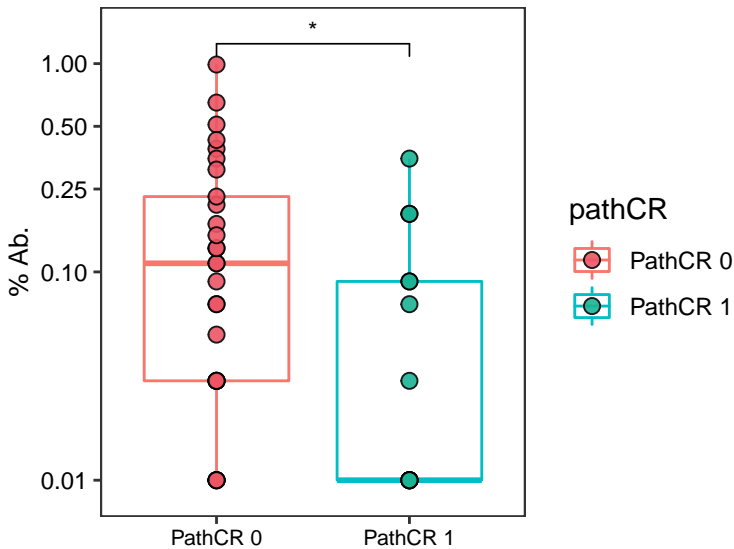 *
1.00
0.50
0.25
0.10
0.01
% Ab.
PathCR 0
PathCR 1
pathCR
PathCR 0
PathCR 1